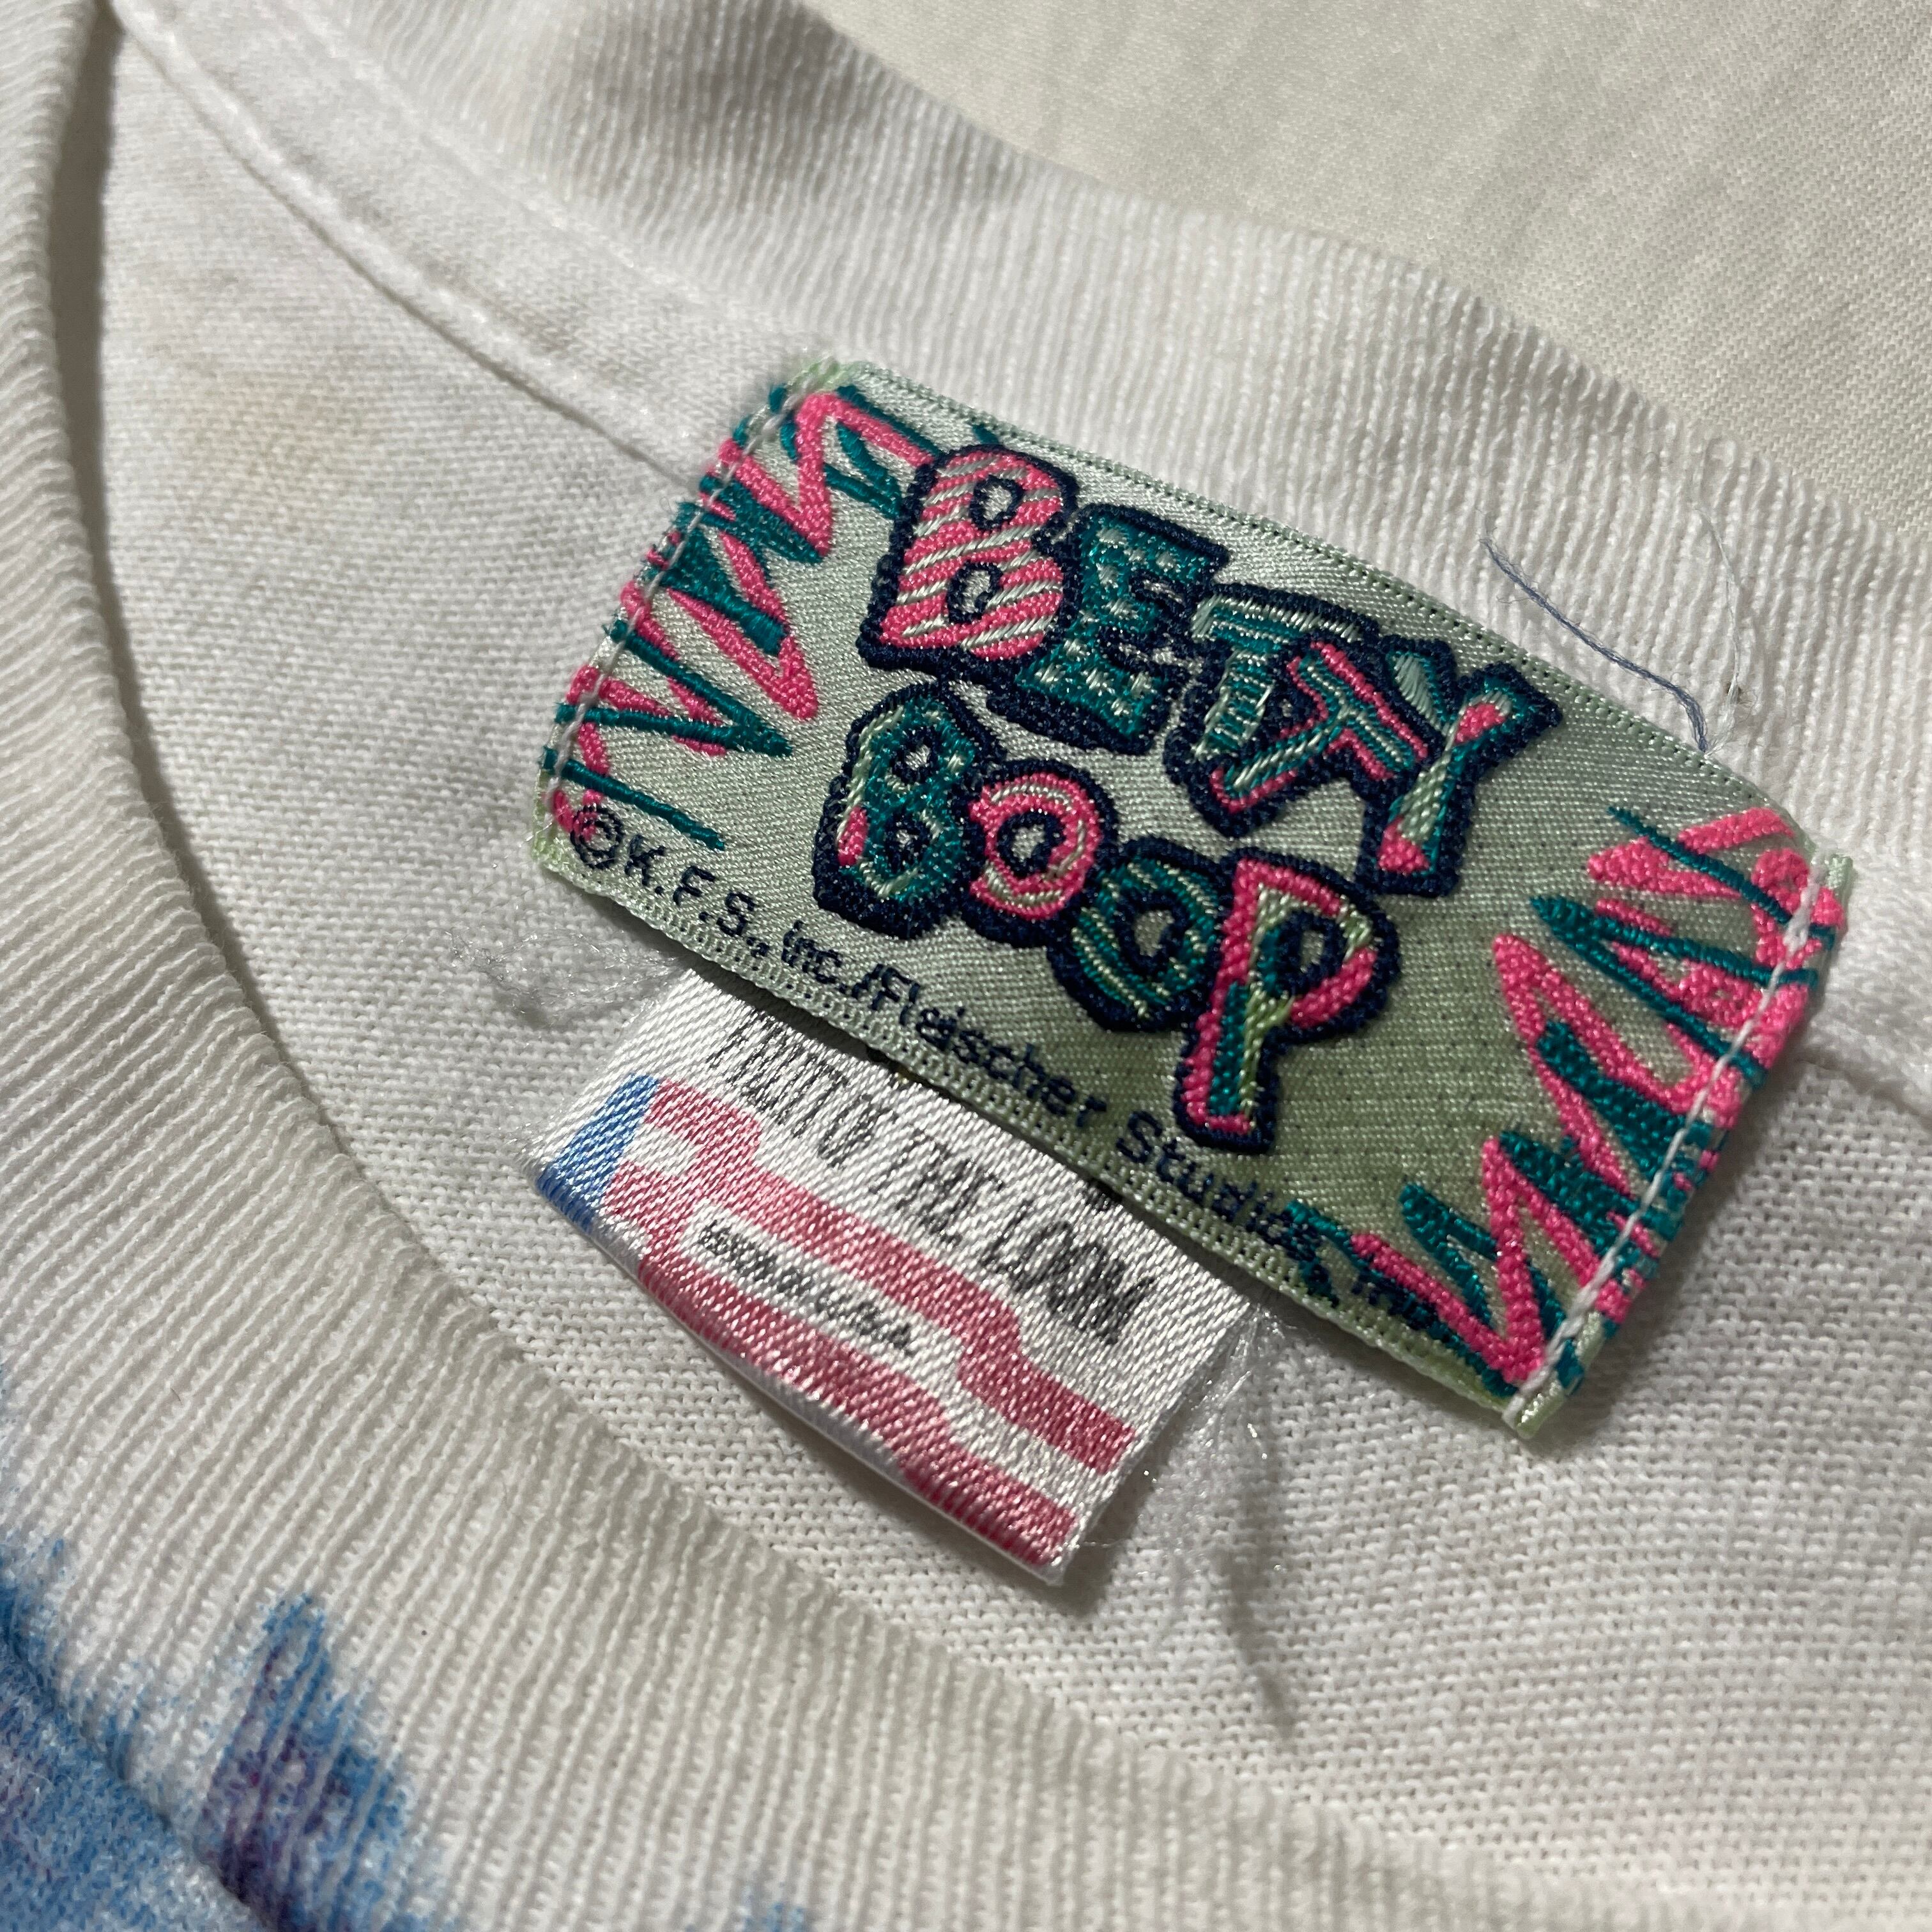 BETTY
BOOP
© K.F.S., Inc./Fleischer Studios, Inc.
FRUIT OF THE LOOM